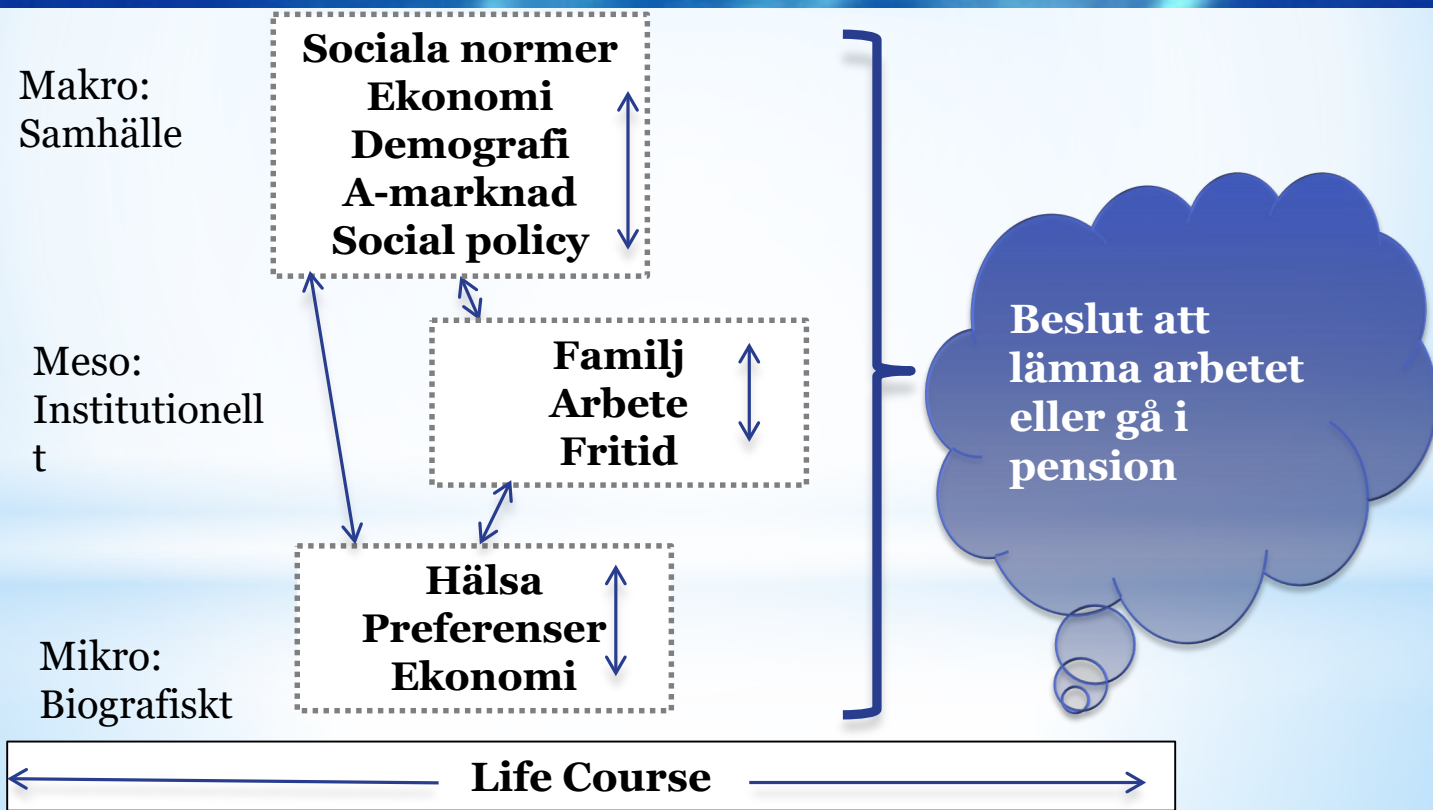 Makro:
Samhälle
Sociala normer
Ekonomi
Demografi
A-marknad
Social policy
Meso:
Institutionell
t
Familj
Arbete
Fritid
Mikro:
Biografiskt
Hälsa
Preferenser
Ekonomi
Beslut att
lämna arbetet
eller gå i
pension
Life Course